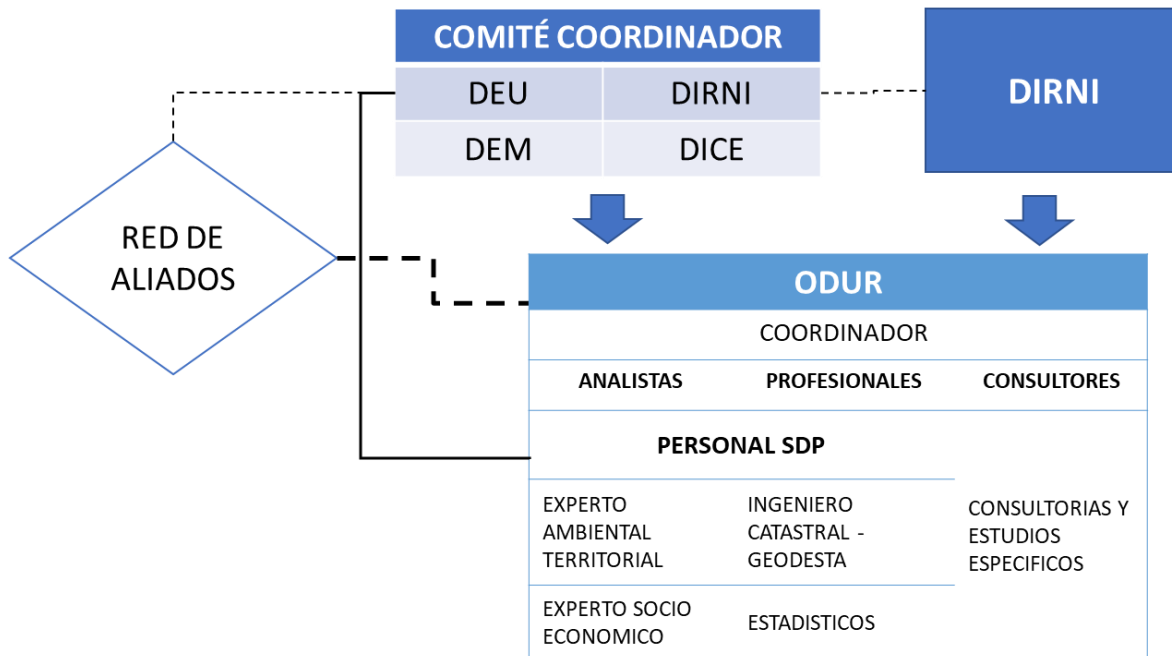 COMITÉ COORDINADOR
DEU DIRNI
DEM DICE
DIRNI
RED DE
ALIADOS
ODUR
COORDINADOR
ANALISTAS PROFESIONALES CONSULTORES
PERSONAL SDP
EXPERTO
AMBIENTAL
TERRITORIAL
INGENIERO
CATASTRAL -
GEODESTA
CONSULTORIAS Y
ESTUDIOS
ESPECIFICOS
EXPERTO SOCIO
ECONOMICO
ESTADISTICOS